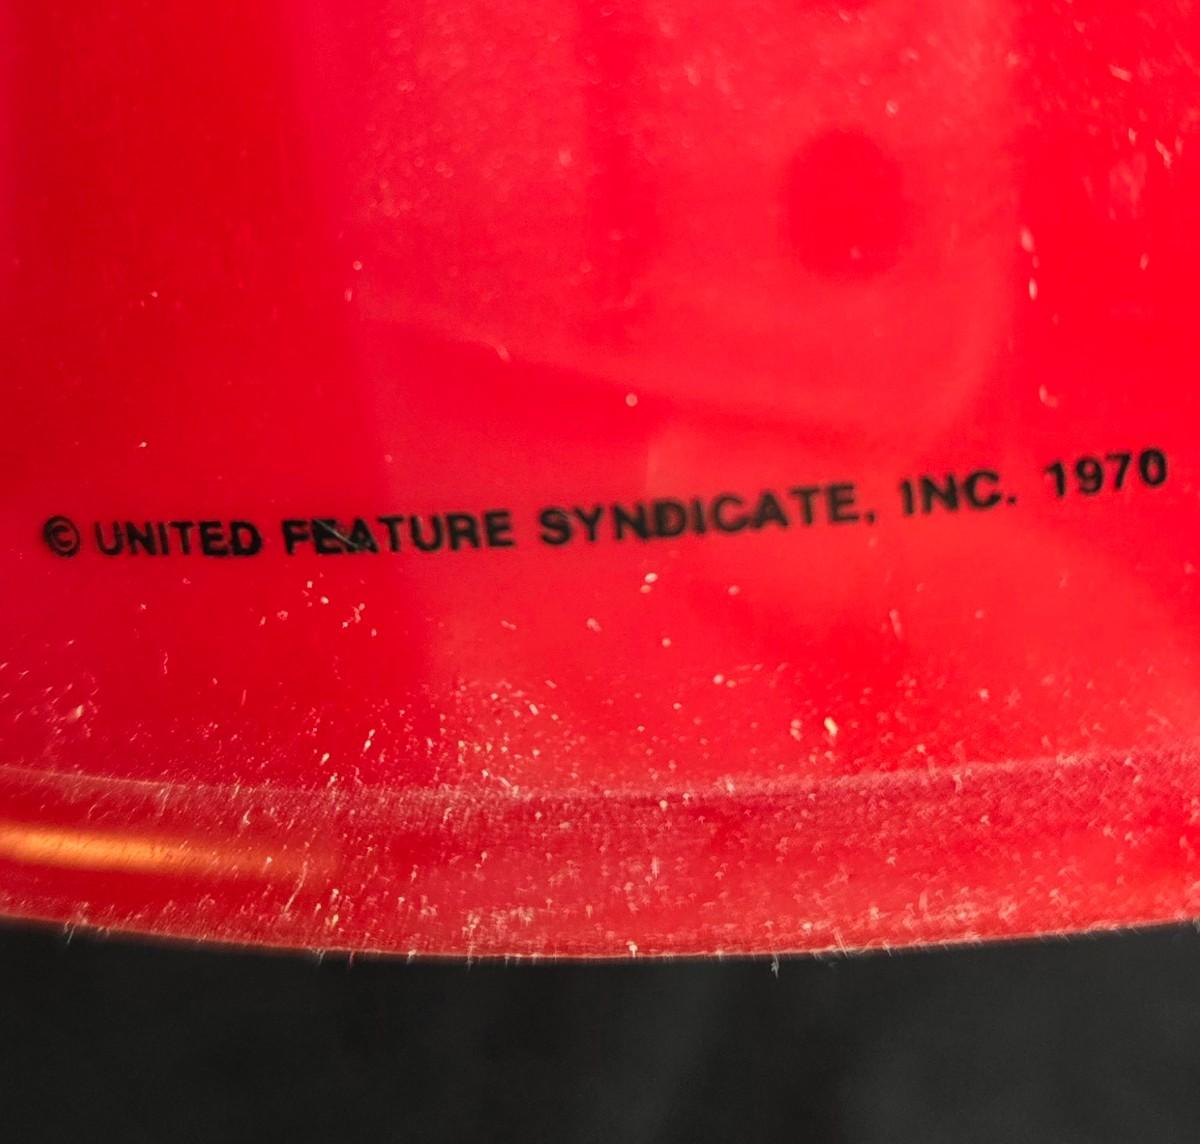 © UNITED FEATURE SYNDICATE, INC. 1970